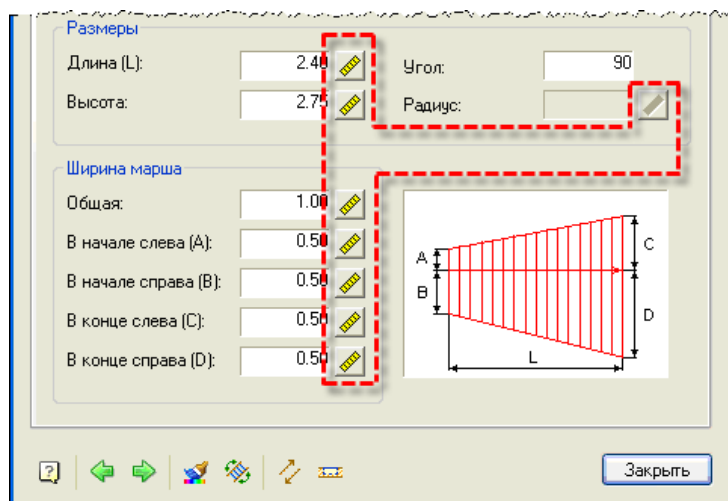 Размеры
Длина (L): 2.40 Угол: 90
Высота: 2.75 Радиус:
Ширина марша
Общая: 1.00
В начале слева (A): 0.50
В начале справа (B): 0.50
В конце слева (C): 0.50
В конце справа (D): 0.50
A
B
C
D
L
? Закрыть